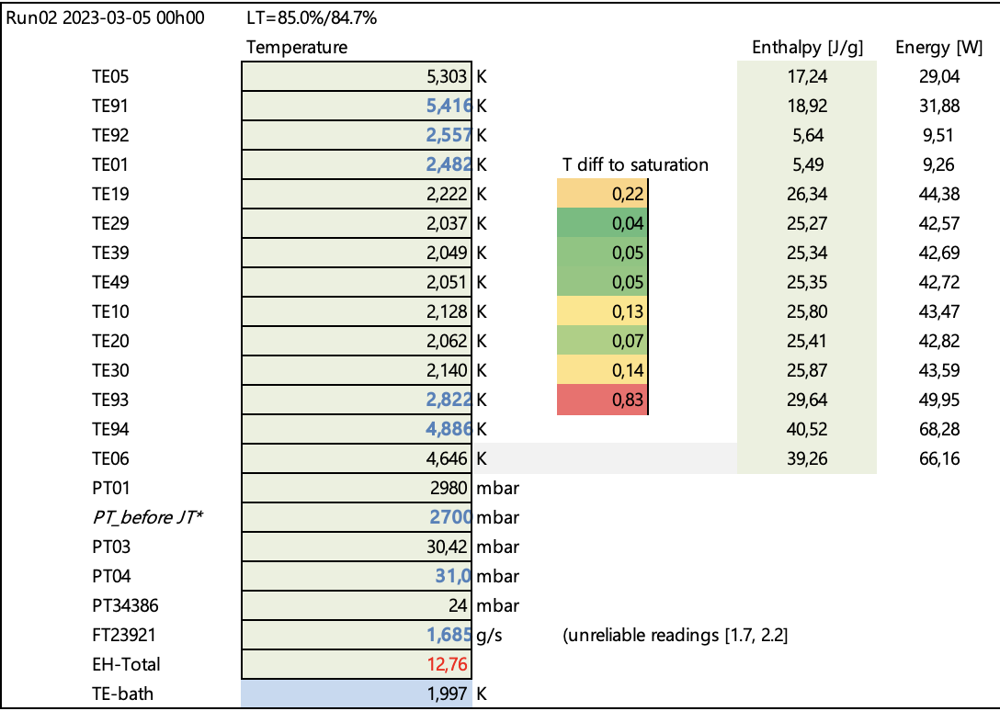 Run02 2023-03-05 00h00 LT=85.0%/84.7%
Temperature Enthalpy [J/g] Energy [W]
TE05 5,303 K 17,24 29,04
TE91 5,416 K 18,92 31,88
TE92 2,557 K 5,64 9,51
TE01 2,482 K T diff to saturation 5,49 9,26
TE19 2,222 K 0,22 26,34 44,38
TE29 2,037 K 0,04 25,27 42,57
TE39 2,049 K 0,05 25,34 42,69
TE49 2,051 K 0,05 25,35 42,72
TE10 2,128 K 0,13 25,80 43,47
TE20 2,062 K 0,07 25,41 42,82
TE30 2,140 K 0,14 25,87 43,59
TE93 2,822 K 0,83 29,64 49,95
TE94 4,886 K 40,52 68,28
TE06 4,646 K 39,26 66,16
PT01 2980 mbar
PT_before JT* 2700 mbar
PT03 30,42 mbar
PT04 31,0 mbar
PT34386 24 mbar
FT23921 1,685 g/s (unreliable readings [1.7, 2.2]
EH-Total 12,76
TE-bath 1,997 K